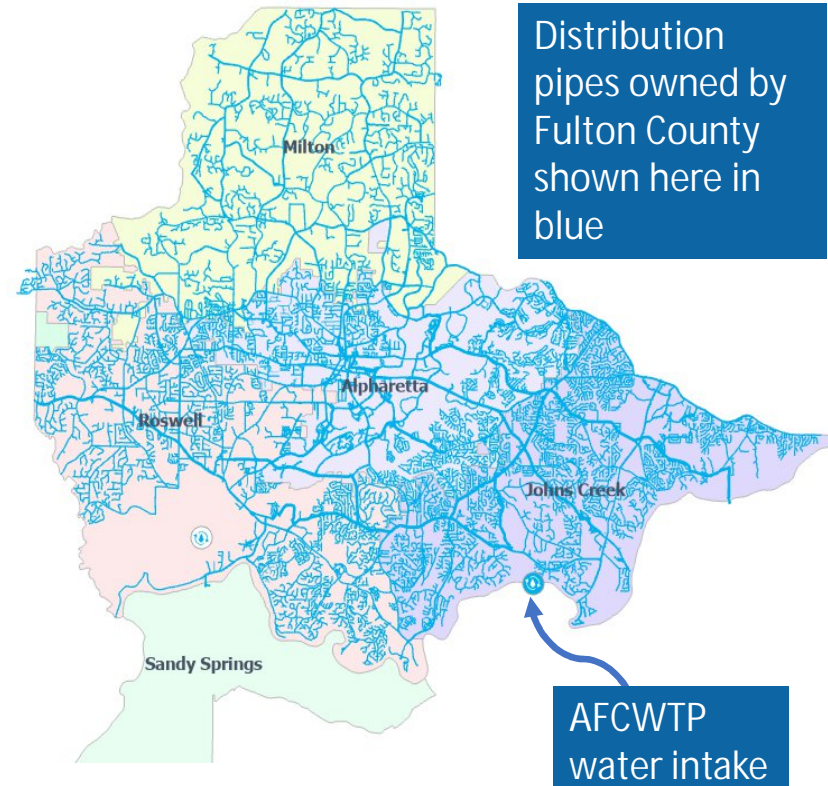 Distribution
pipes owned by
Fulton County
shown here in
blue
Milton
Alpharetta
Roswell
Johns Creek
Sandy Springs
AFCWTP
water intake